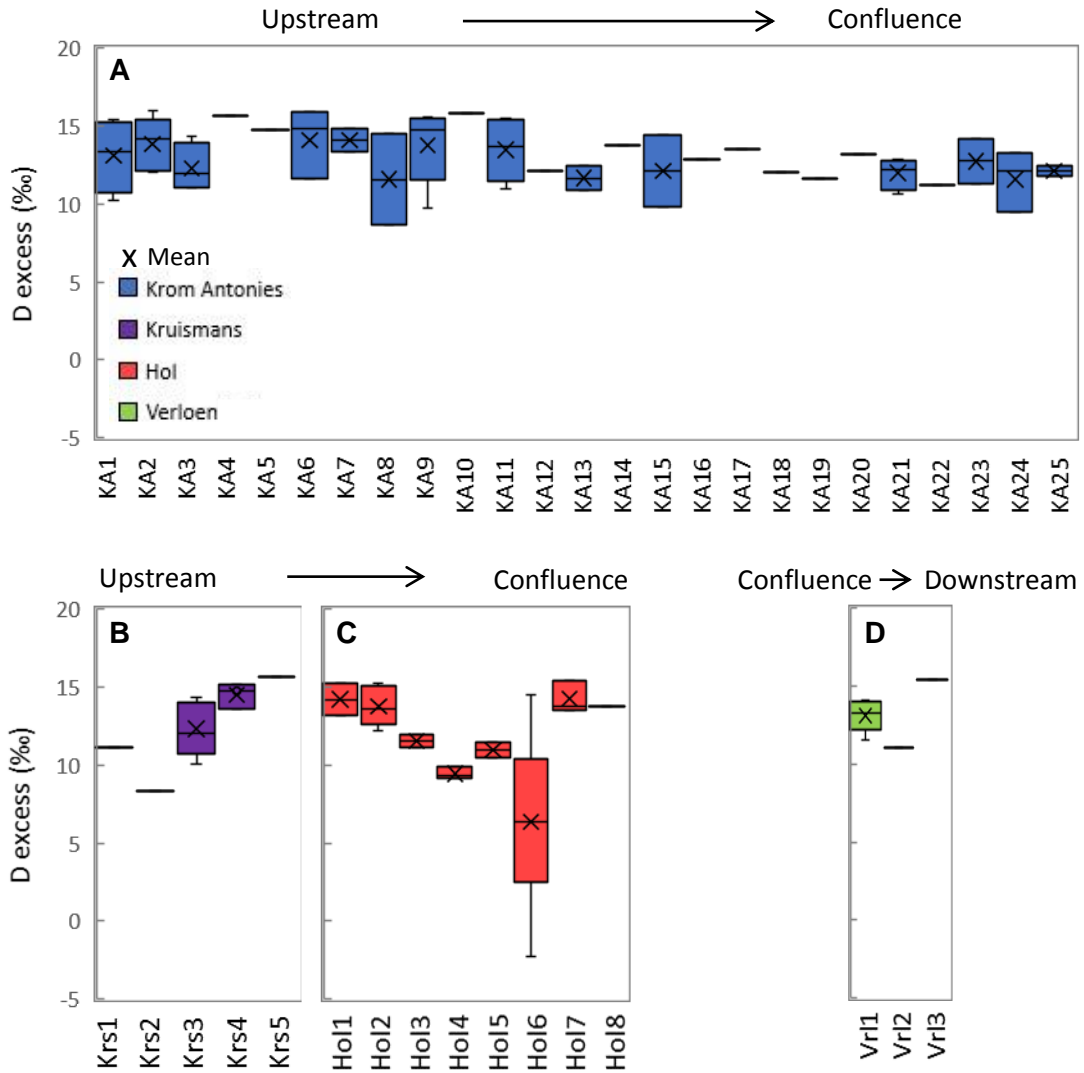 Upstream Confluence
A
20
15
10
5
0
-5
D excess (‰)
X Mean
Krom Antonies
Kruismans
Hol
Verloen
KA1 KA2 KA3 KA4 KA5 KA6 KA7 KA8 KA9 KA10 KA11 KA12 KA13 KA14 KA15 KA16 KA17 KA18 KA19 KA20 KA21 KA22 KA23 KA24 KA25
Upstream Confluence
Confluence Downstream
B
C
D
20
15
10
5
0
-5
D excess (‰)
Krs1 Krs2 Krs3 Krs4 Krs5
Hol1 Hol2 Hol3 Hol4 Hol5 Hol6 Hol7 Hol8
Vrl1 Vrl2 Vrl3